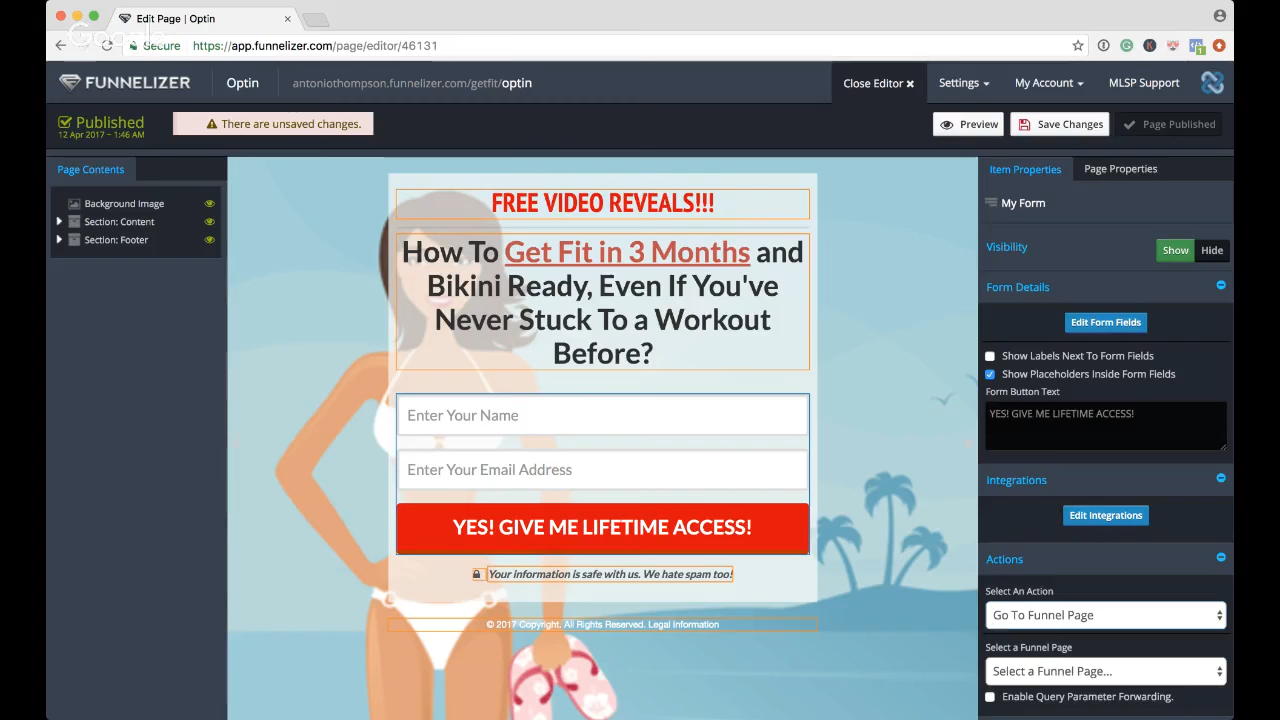 Edit Page | Optin
Google
Secure https://app.funnelizer.com/page/editor/46131
FUNNELIZER Optin antoniothompson.funnelizer.com/getfit/optin Close Editor Settings My Account MLSP Support
Published
12 Apr 2017 – 1:46 AM
There are unsaved changes.
Preview Save Changes Page Published
Page Contents
Background Image
Section: Content
Section: Footer
FREE VIDEO REVEALS!!!
How To Get Fit in 3 Months and
Bikini Ready, Even If You've
Never Stuck To a Workout
Before?
Enter Your Name
Enter Your Email Address
YES! GIVE ME LIFETIME ACCESS!
Your information is safe with us. We hate spam too!
© 2017 Copyright. All Rights Reserved. Legal Information
Item Properties Page Properties
My Form
Visibility Show Hide
Form Details
Edit Form Fields
Show Labels Next To Form Fields
Show Placeholders Inside Form Fields
Form Button Text
YES! GIVE ME LIFETIME ACCESS!
Integrations
Edit Integrations
Actions
Select An Action
Go To Funnel Page
Select a Funnel Page
Select a Funnel Page...
Enable Query Parameter Forwarding.